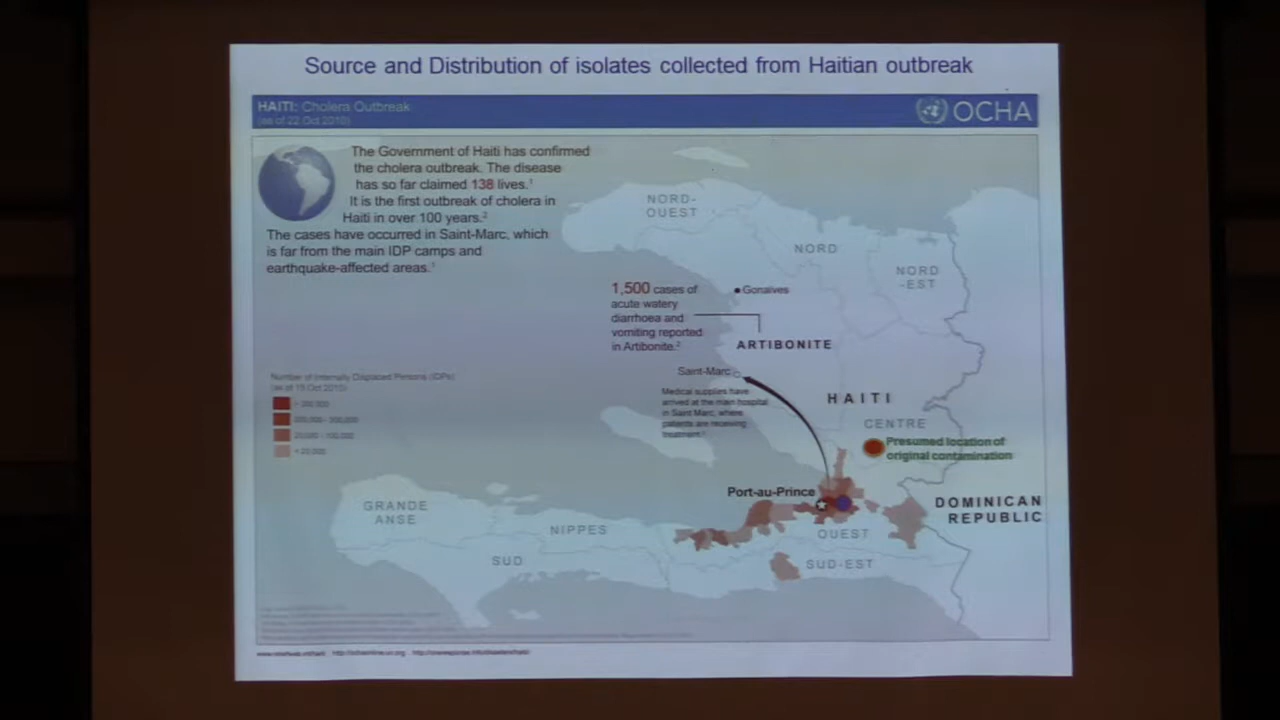 Source and Distribution of isolates collected from Haitian outbreak
HAITI: Cholera Outbreak
(as of 22 Oct 2010)
OCHA
The Government of Haiti has confirmed
the cholera outbreak. The disease
has so far claimed 138 lives.¹
It is the first outbreak of cholera in
Haiti in over 100 years.²
The cases have occurred in Saint-Marc, which
is far from the main IDP camps and
earthquake-affected areas.¹
NORD-
OUEST
NORD
NORD
-EST
1,500 cases of
acute watery
diarrhoea and
vomiting reported
in Artibonite.²
Gonaïves
ARTIBONITE
Saint-Marc
Medical supplies have
arrived at the main hospital
in Saint Marc, where
patients are receiving
treatment.
HAITI
CENTRE
Presumed location of
original contamination
Number of Internally Displaced Persons (IDPs)
(as of 15 Oct 2010)
Port-au-Prince
DOMINICAN
REPUBLIC
GRANDE
ANSE
NIPPES
OUEST
SUD
SUD-EST